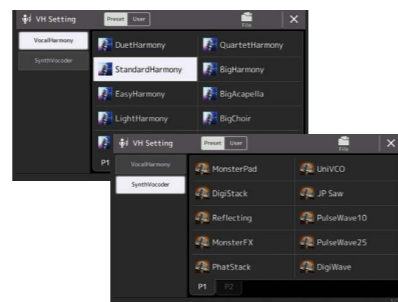 VH Setting Preset User File
VocalHarmony
SynthVocoder
DuetHarmony QuartetHarmony
StandardHarmony BigHarmony
EasyHarmony BigAcapella
LightHarmony BigChoir
P1
VH Setting Preset User File
VocalHarmony
SynthVocoder
MonsterPad UniVCO
DigiStack JP Saw
Reflecting PulseWave10
MonsterFX PulseWave25
PhatStack DigiWave
P1 P2